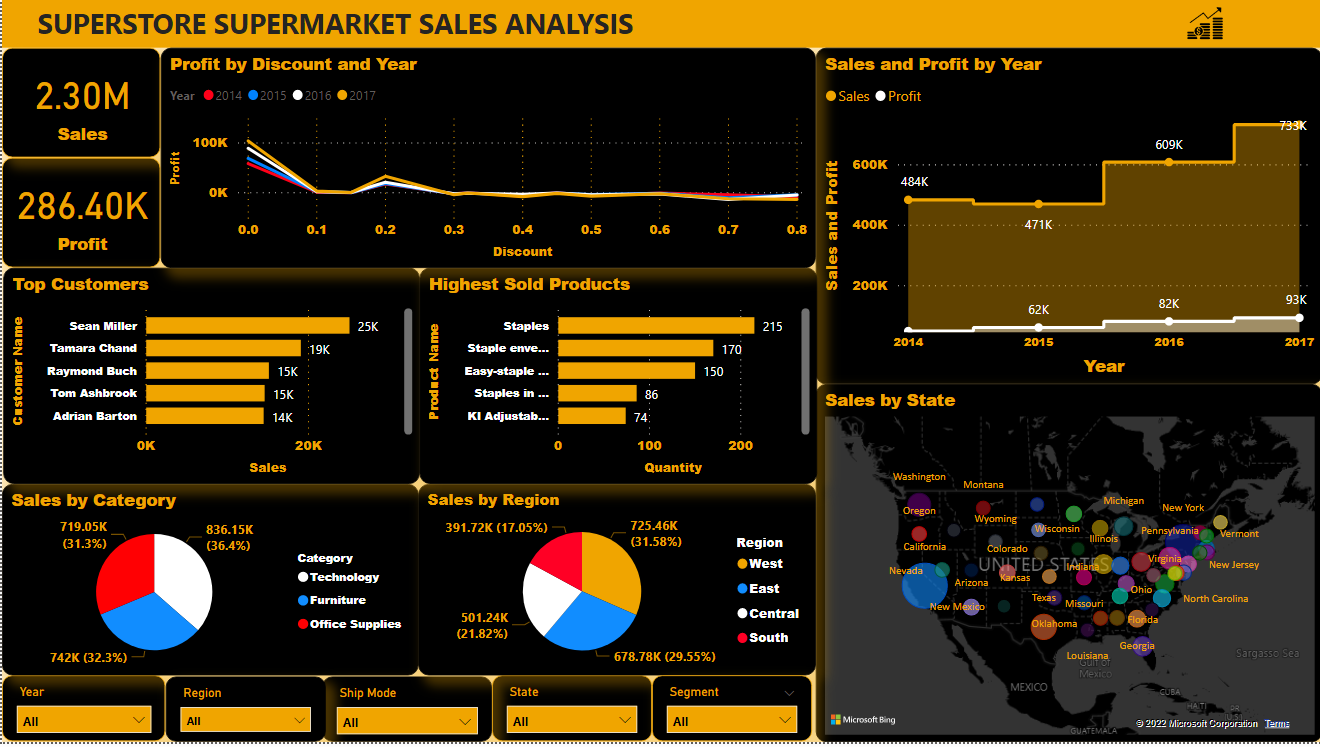 SUPERSTORE SUPERMARKET SALES ANALYSIS
2.30M
Sales
286.40K
Profit
Profit by Discount and Year
Year 2014 2015 2016 2017
Profit
100K
0K
0.0 0.1 0.2 0.3 0.4 0.5 0.6 0.7 0.8
Discount
Sales and Profit by Year
Sales Profit
Sales and Profit
600K
400K
200K
484K
471K
609K
733K
62K
82K
93K
2014 2015 2016 2017
Year
Top Customers
Customer Name
Sean Miller 25K
Tamara Chand 19K
Raymond Buch 15K
Tom Ashbrook 15K
Adrian Barton 14K
0K 20K
Sales
Highest Sold Products
Product Name
Staples 215
Staple enve... 170
Easy-staple ... 150
Staples in ... 86
KI Adjustab... 74
0 100 200
Quantity
Sales by Category
719.05K
(31.3%)
836.15K
(36.4%)
742K (32.3%)
Category
Technology
Furniture
Office Supplies
Sales by Region
391.72K (17.05%)
725.46K
(31.58%)
501.24K
(21.82%)
678.78K (29.55%)
Region
West
East
Central
South
Sales by State
Washington
Montana
Oregon
Wyoming
Michigan
New York
Wisconsin
Illinois
Pennsylvania
Vermont
California
Colorado
Nevada
UNITED STATES
Indiana
Virginia
New Jersey
Arizona
Kansas
Ohio
New Mexico
Texas
Missouri
North Carolina
Oklahoma
Florida
Georgia
Louisiana
Gulf of
Mexico
Sargasso Sea
MEXICO
CUBA
HAITI
PR
(U.S.)
GUATEMALA
Microsoft Bing
© 2022 Microsoft Corporation Terms
Year
All
Region
All
Ship Mode
All
State
All
Segment
All